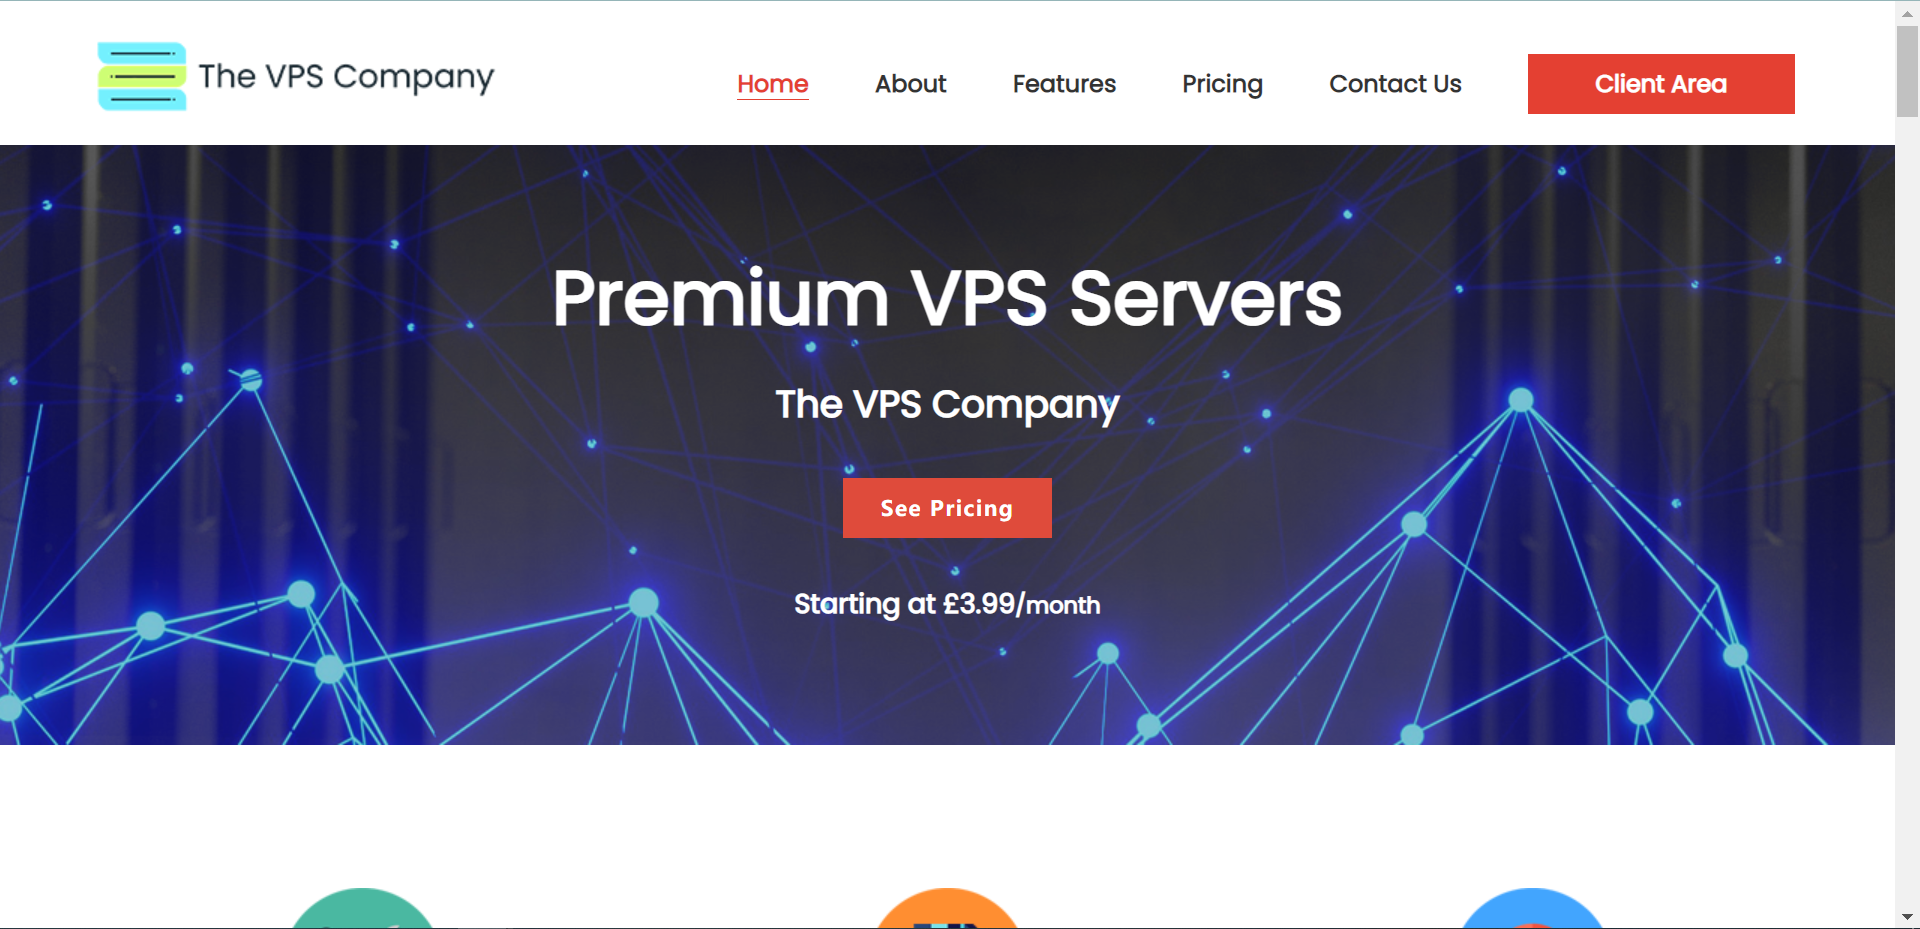 The VPS Company
Home
About
Features
Pricing
Contact Us
Client Area
Premium VPS Servers
The VPS Company
See Pricing
Starting at £3.99/month